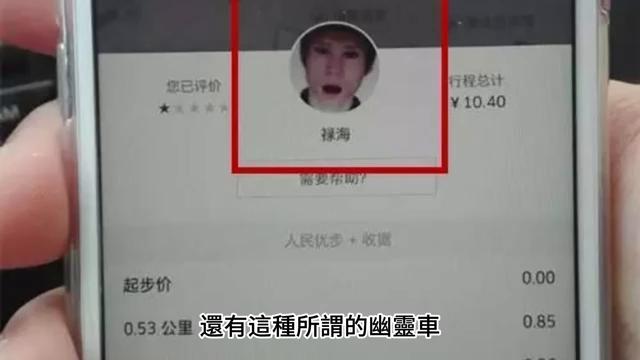 您已评价
行程总计
¥ 10.40
禄海
需要帮助?
人民优步 + 收据
起步价
0.00
0.53 公里
0.85
還有這種所謂的幽靈車